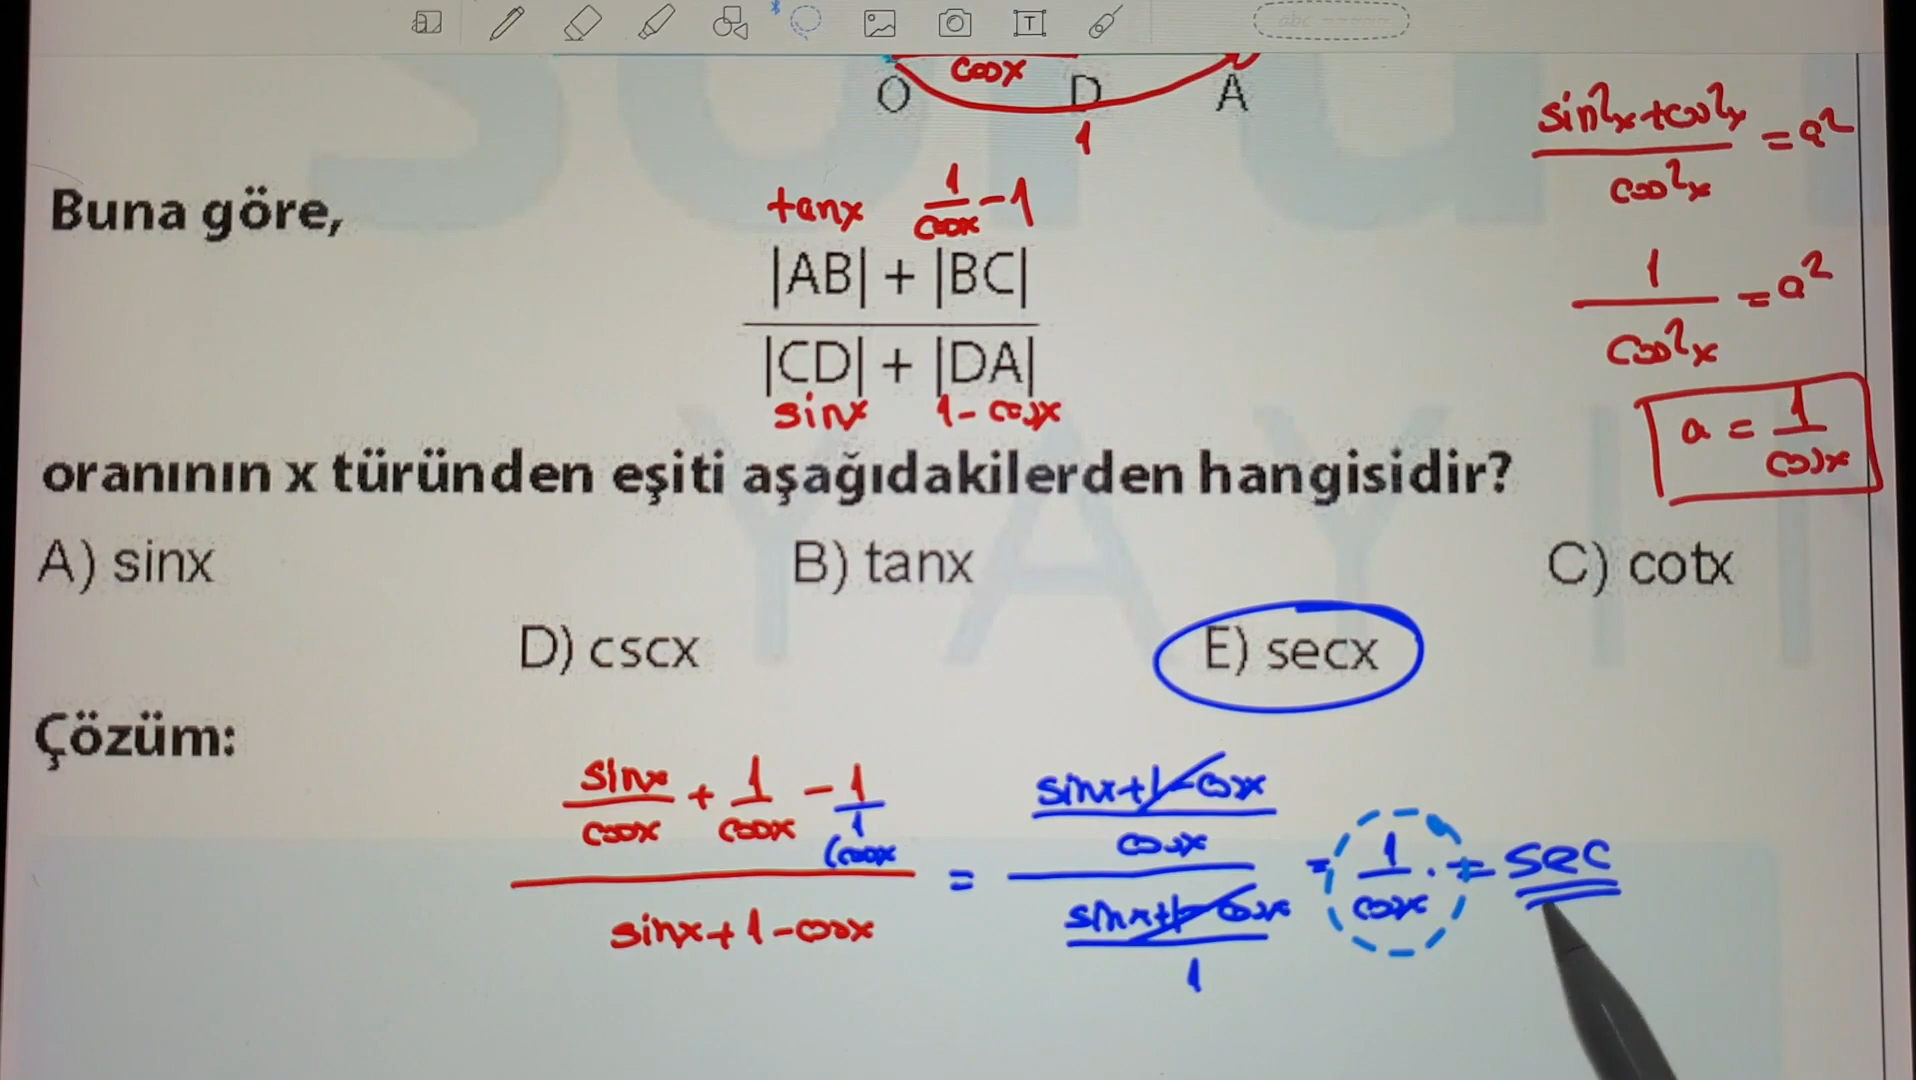 abc
cosx
O D A
1
sin²x+cos²x / cos²x = a²
Buna göre,
tanx 1/cosx - 1
|AB| + |BC|
|CD| + |DA|
sinx 1 - cosx
1 / cos²x = a²
a = 1/cosx
oranının x türünden eşiti aşağıdakilerden hangisidir?
A) sinx B) tanx C) cotx
D) cscx E) secx
Çözüm:
sinx/cosx + 1/cosx - 1/1 (cosx = sinx+1-cosx / cosx = 1/cosx · = sec
sinx+1-cosx sinx+1-cosx / 1